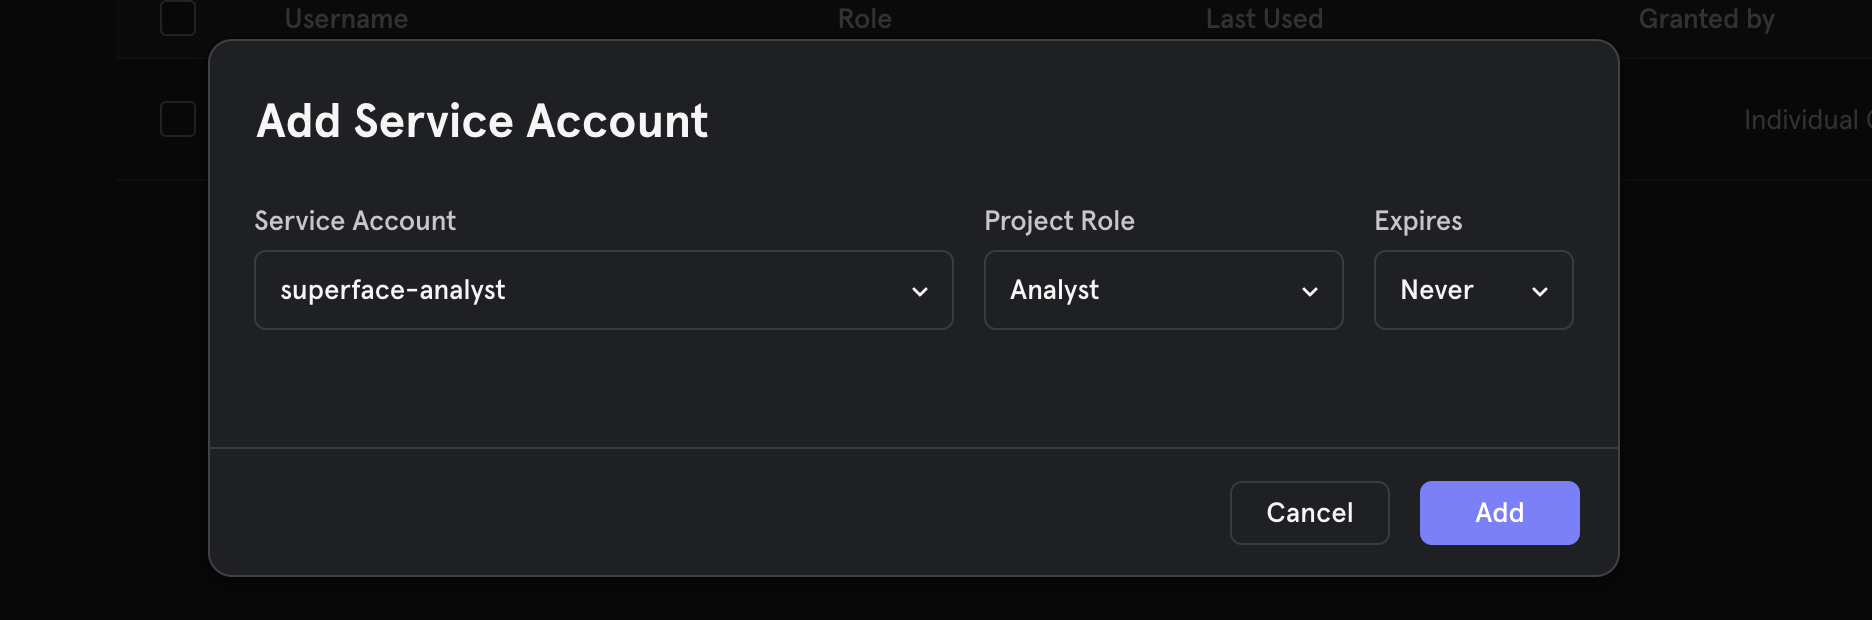 Username Role Last Used Granted by
Individual
Add Service Account
Service Account Project Role Expires
superface-analyst Analyst Never
Cancel Add